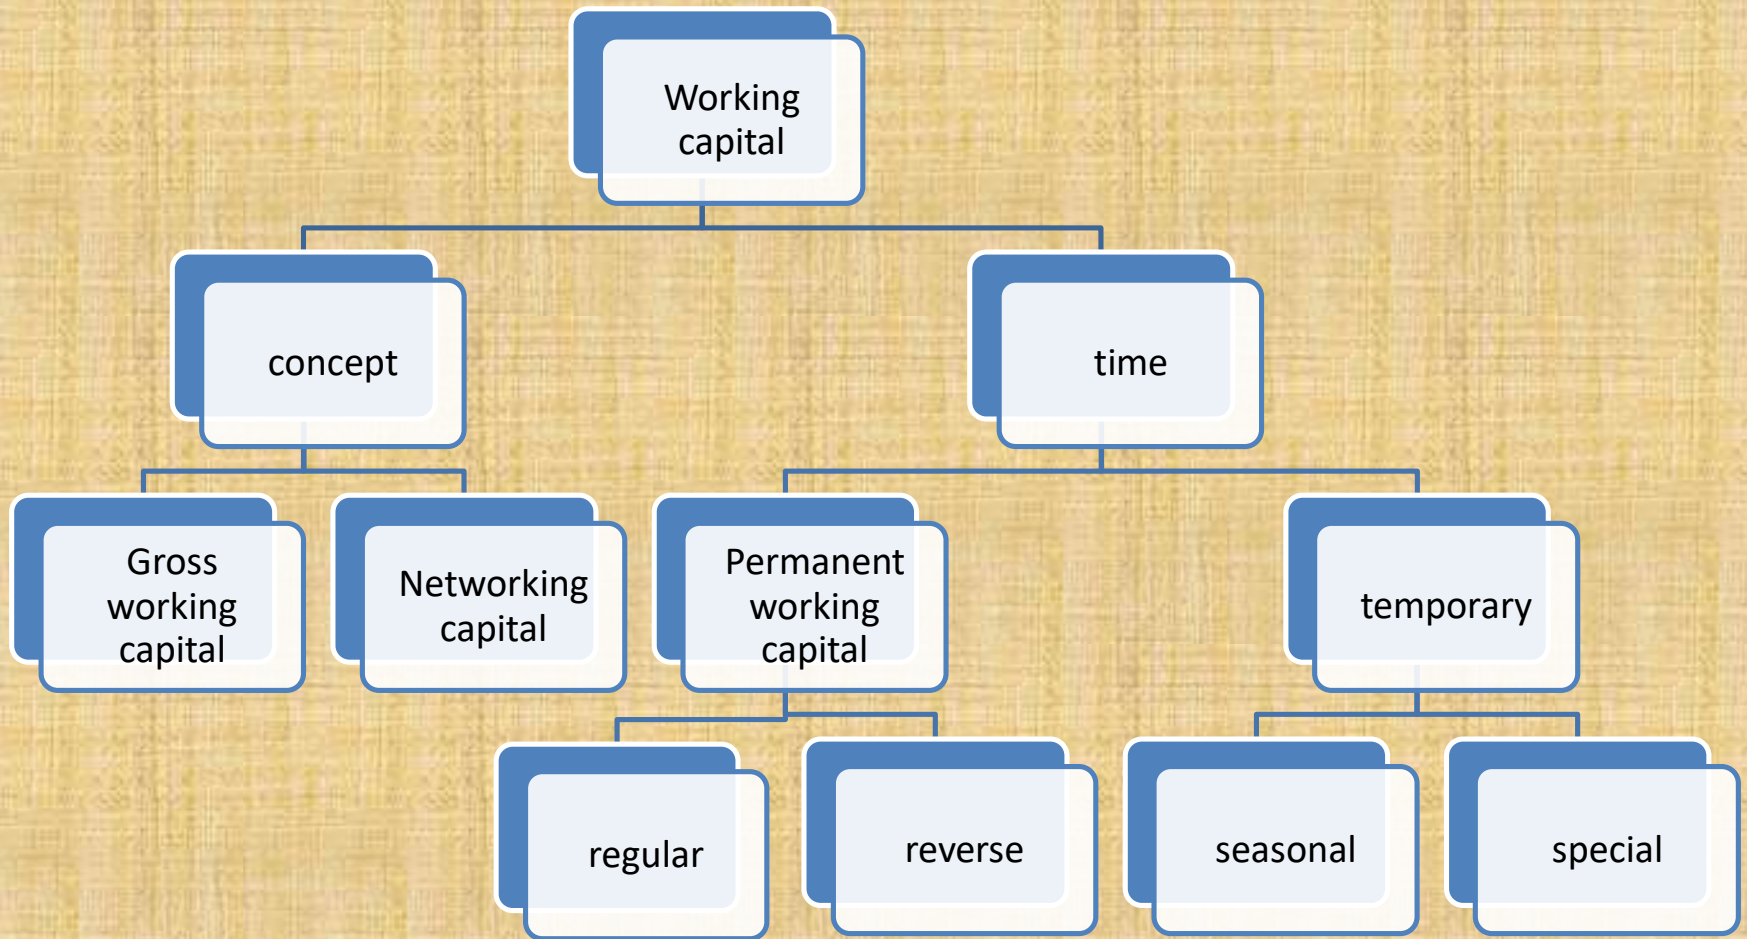 Working
capital
concept
time
Gross
working
capital
Networking
capital
Permanent
working
capital
temporary
regular
reverse
seasonal
special